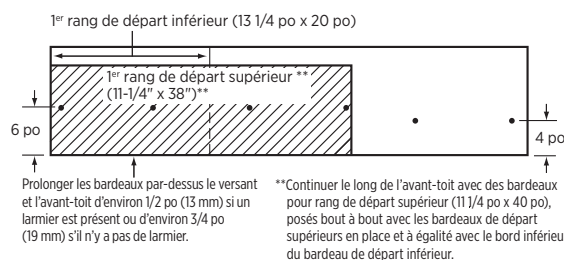 1er rang de départ inférieur (13 1/4 po x 20 po)
1er rang de départ supérieur **
(11-1/4" x 38")**
6 po
4 po
Prolonger les bardeaux par-dessus le versant
et l'avant-toit d'environ 1/2 po (13 mm) si un
larmier est présent ou d'environ 3/4 po
(19 mm) s'il n'y a pas de larmier.
**Continuer le long de l'avant-toit avec des bardeaux
pour rang de départ supérieur (11 1/4 po x 40 po),
posés bout à bout avec les bardeaux de départ
supérieurs en place et à égalité avec le bord inférieu
du bardeau de départ inférieur.